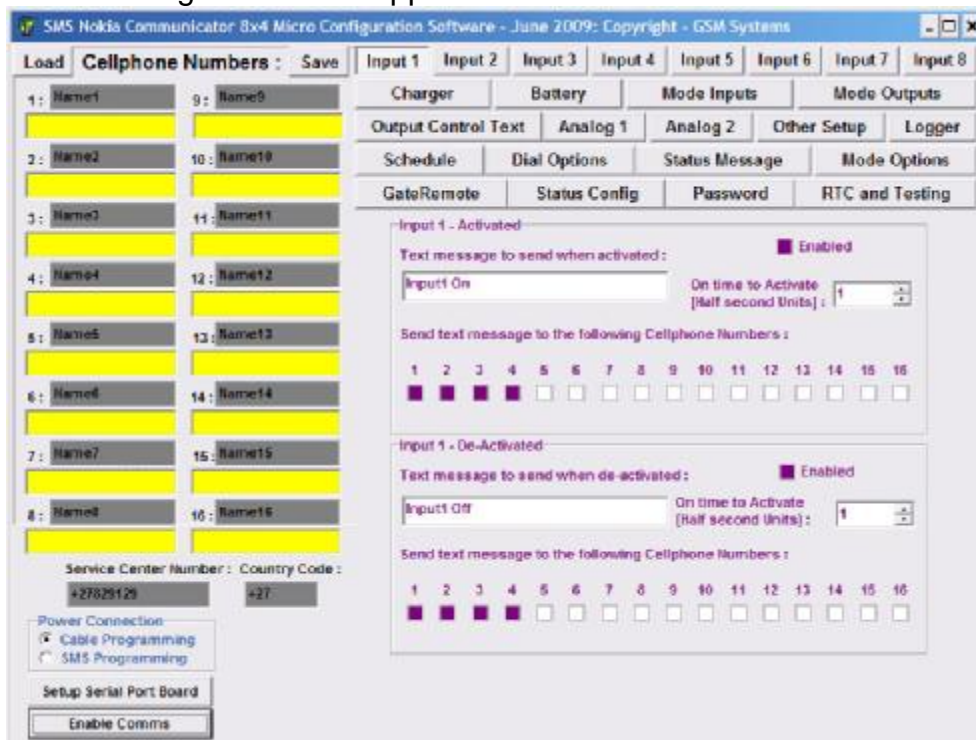 SMS Nokia Communicator 8x4 Micro Configuration Software - June 2009: Copyright - GSM Systems
Load Cellphone Numbers : Save
1: Name1 9: Name9
2: Name2 10: Name10
3: Name3 11: Name11
4: Name4 12: Name12
5: Name5 13: Name13
6: Name6 14: Name14
7: Name7 15: Name15
8: Name8 16: Name16
Service Center Number : Country Code :
+27829129 +27
Power Connection
Cable Programming
SMS Programming
Setup Serial Port Board
Enable Comms
Input 1 Input 2 Input 3 Input 4 Input 5 Input 6 Input 7 Input 8
Charger Battery Mode Inputs Mode Outputs
Output Control Text Analog 1 Analog 2 Other Setup Logger
Schedule Dial Options Status Message Mode Options
GateRemote Status Config Password RTC and Testing
Input 1 - Activated
Text message to send when activated : Enabled
Input1 On On time to Activate [Half second Units] : 1
Send text message to the following Cellphone Numbers :
1 2 3 4 5 6 7 8 9 10 11 12 13 14 15 16
Input 1 - De-Activated
Text message to send when de-activated : Enabled
Input1 Off On time to Activate [Half second Units] : 1
Send text message to the following Cellphone Numbers :
1 2 3 4 5 6 7 8 9 10 11 12 13 14 15 16